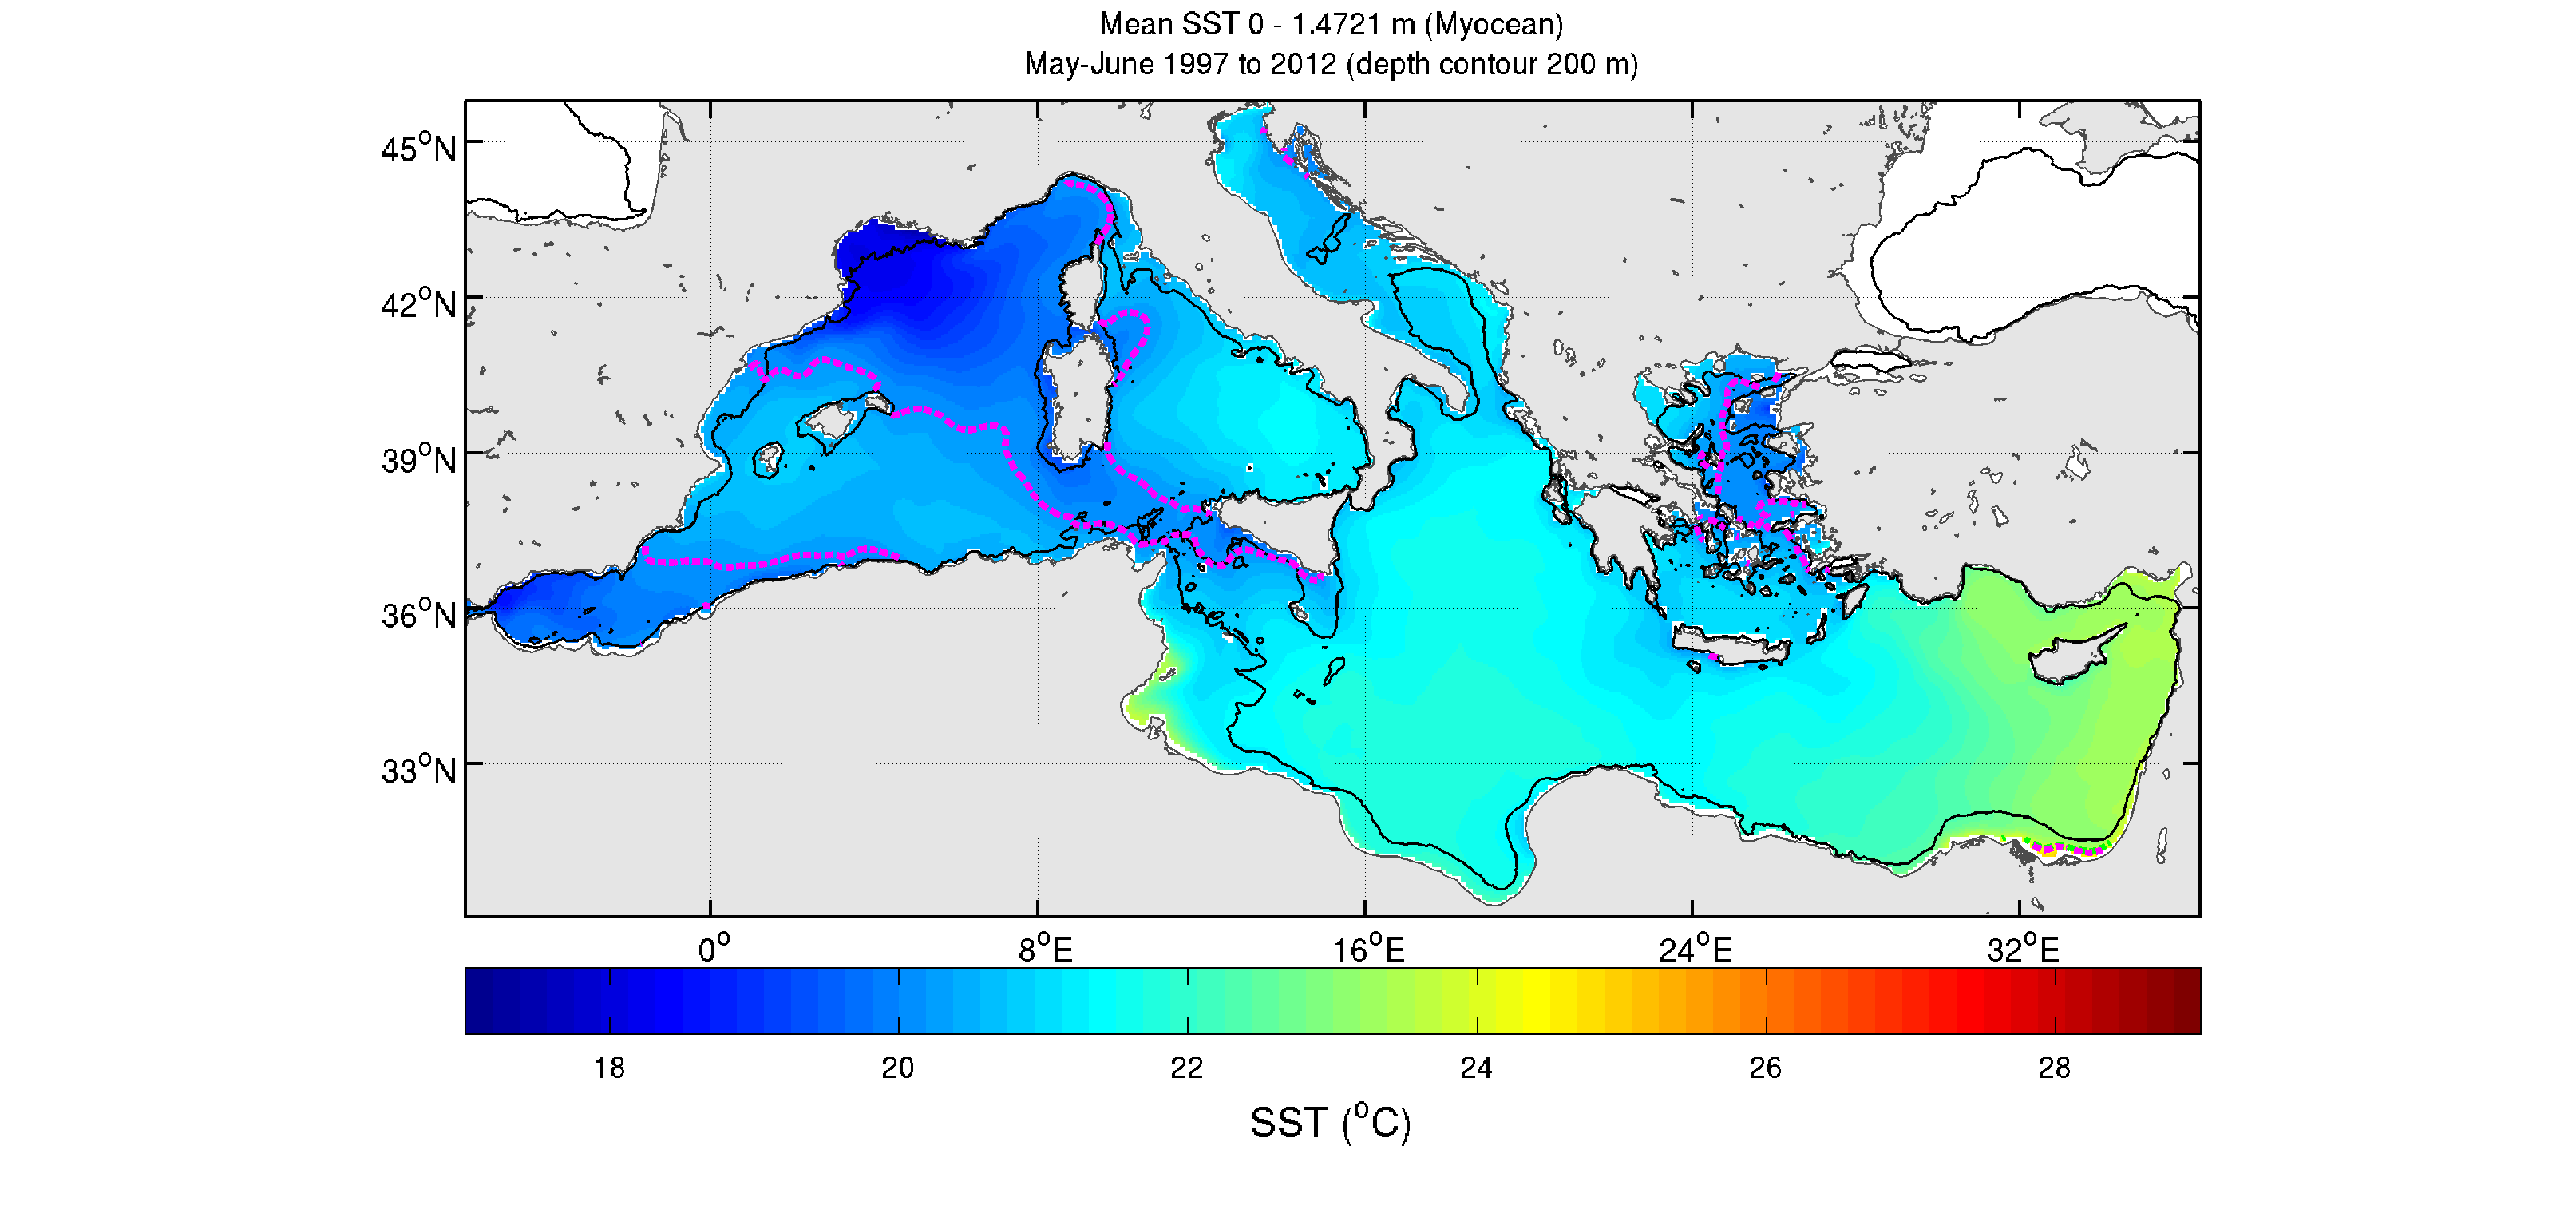 Mean SST 0 - 1.4721 m (Myocean)
May-June 1997 to 2012 (depth contour 200 m)
45°N
42°N
39°N
36°N
33°N
0° 8°E 16°E 24°E 32°E
18 20 22 24 26 28
SST (°C)